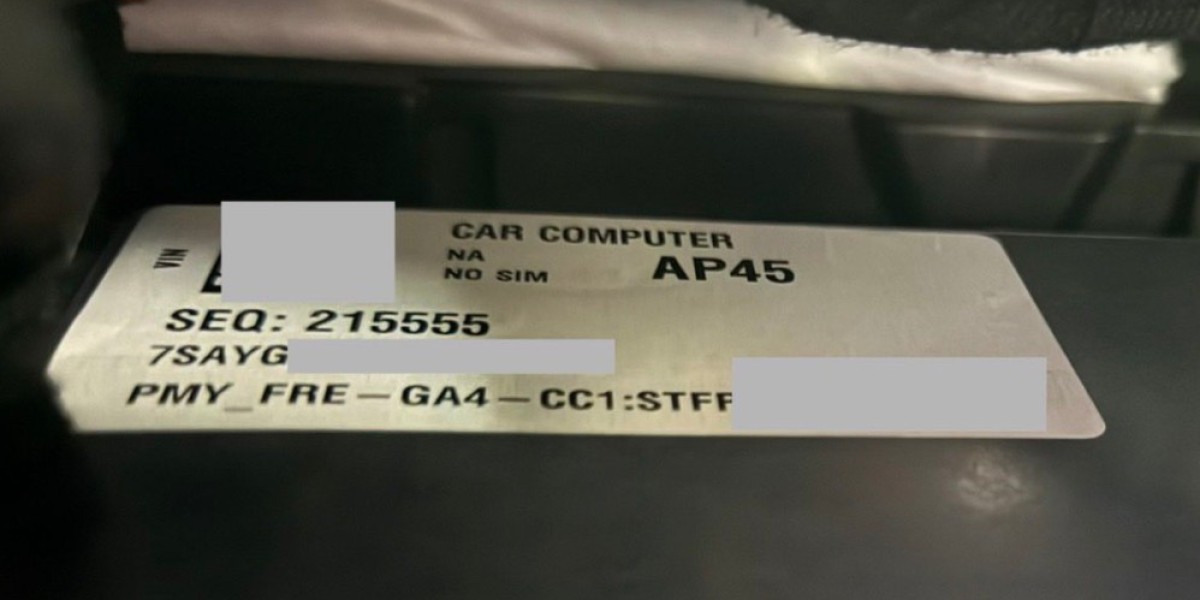 VIN
CAR COMPUTER
NA
NO SIM
AP45
SEQ: 215555
7SAYG
PMY_FRE-GA4-CC1:STFF